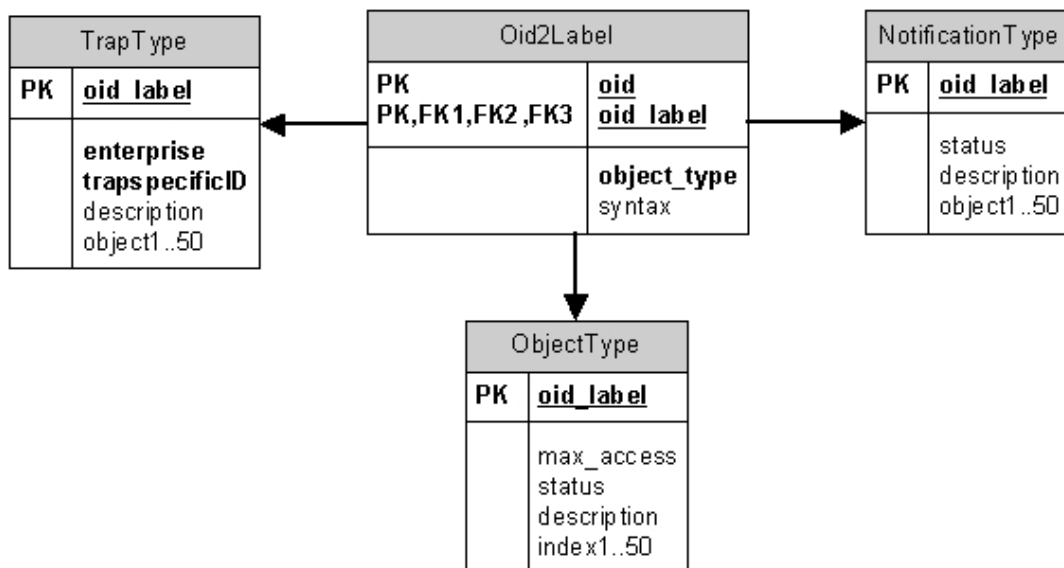 TrapType
PK oid_label
enterprise
trapspecificID
description
object1..50
Oid2Label
PK oid
PK,FK1,FK2,FK3 oid_label
object_type
syntax
NotificationType
PK oid_label
status
description
object1..50
ObjectType
PK oid_label
max_access
status
description
index1..50